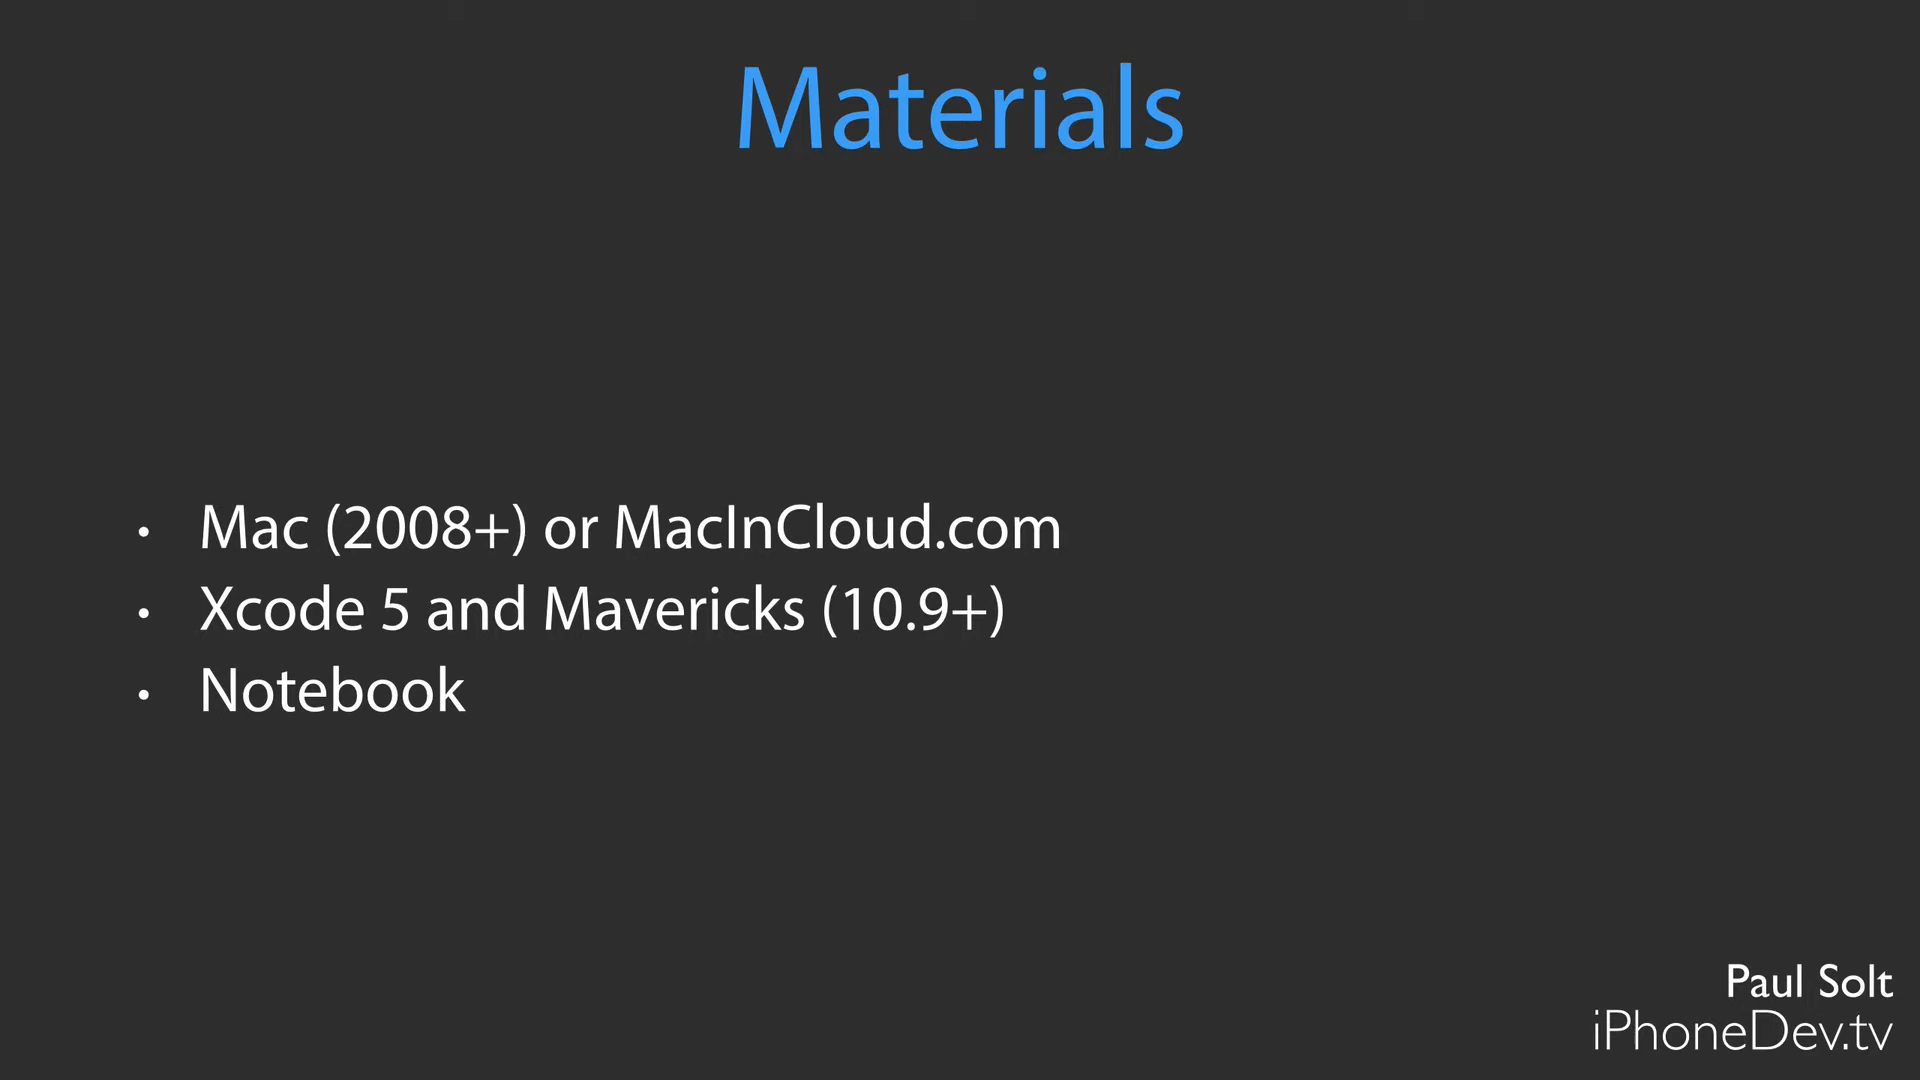 Materials
• Mac (2008+) or MacInCloud.com
• Xcode 5 and Mavericks (10.9+)
• Notebook
Paul Solt
iPhoneDev.tv